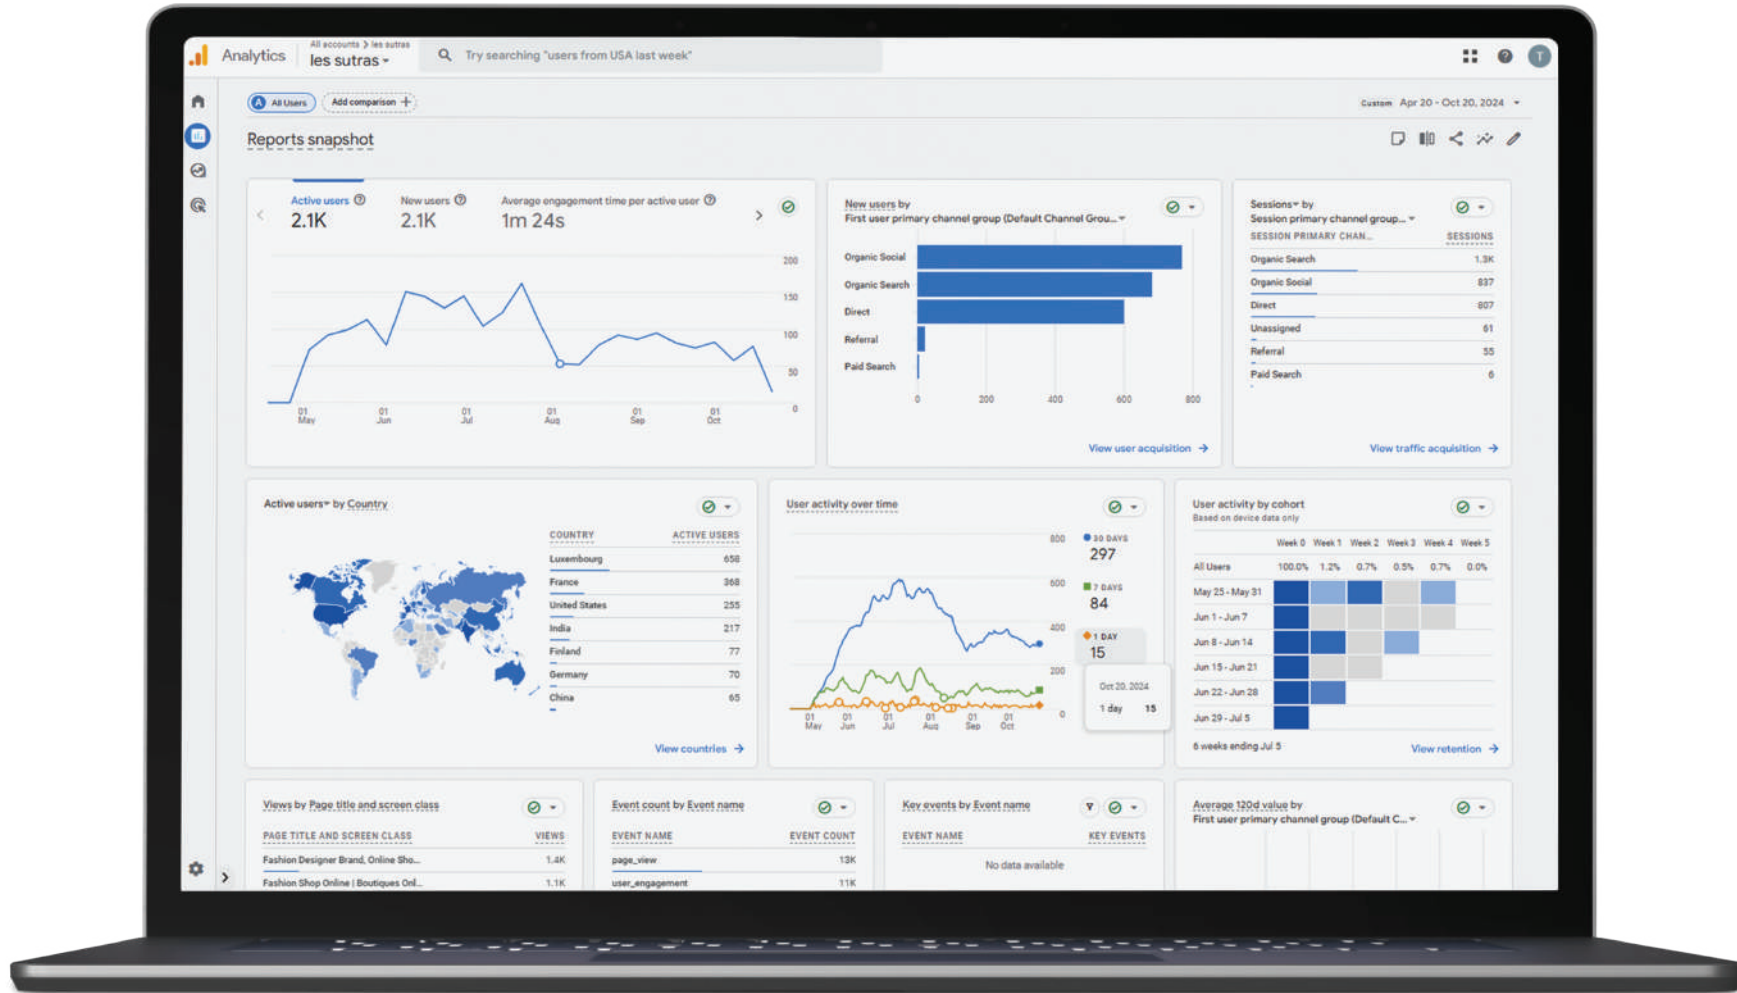 Analytics
All accounts > les sutras
les sutras
Try searching "users from USA last week"
T
A All Users
Add comparison +
Custom Apr 20 - Oct 20, 2024
Reports snapshot
Active users
2.1K
New users
2.1K
Average engagement time per active user
1m 24s
200
150
100
50
0
01 May
01 Jun
01 Jul
01 Aug
01 Sep
01 Oct
New users by
First user primary channel group (Default Channel Grou...
Organic Social
Organic Search
Direct
Referral
Paid Search
0 200 400 600 800
View user acquisition →
Sessions by
Session primary channel group...
SESSION PRIMARY CHAN... SESSIONS
Organic Search 1.3K
Organic Social 837
Direct 807
Unassigned 61
Referral 55
Paid Search 6
View traffic acquisition →
Active users by Country
COUNTRY ACTIVE USERS
Luxembourg 658
France 368
United States 255
India 217
Finland 77
Germany 70
China 65
View countries →
User activity over time
800
600
400
200
0
01 May
01 Jun
01 Jul
01 Aug
01 Sep
01 Oct
30 DAYS
297
7 DAYS
84
1 DAY
15
Oct 20, 2024
1 day 15
User activity by cohort
Based on device data only
Week 0 Week 1 Week 2 Week 3 Week 4 Week 5
All Users 100.0% 1.2% 0.7% 0.5% 0.7% 0.0%
May 25 - May 31
Jun 1 - Jun 7
Jun 8 - Jun 14
Jun 15 - Jun 21
Jun 22 - Jun 28
Jun 29 - Jul 5
6 weeks ending Jul 5
View retention →
Views by Page title and screen class
PAGE TITLE AND SCREEN CLASS VIEWS
Fashion Designer Brand, Online Sho... 1.4K
Fashion Shop Online | Boutiques Onl... 1.1K
Event count by Event name
EVENT NAME EVENT COUNT
page_view 13K
user_engagement 11K
Key events by Event name
EVENT NAME KEY EVENTS
No data available
Average 120d value by
First user primary channel group (Default C...